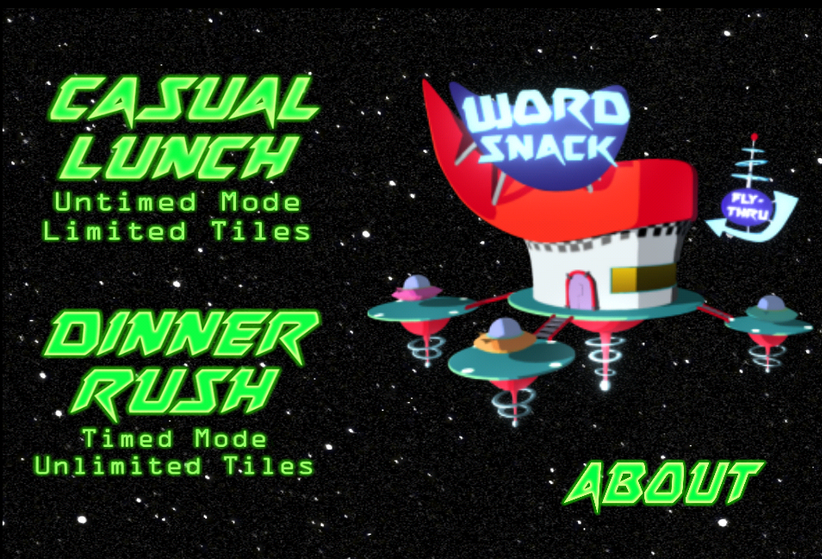 CASUAL
LUNCH
Untimed Mode
Limited Tiles
WORD
SNACK
FLY-
THRU
DINNER
RUSH
Timed Mode
Unlimited Tiles
ABOUT